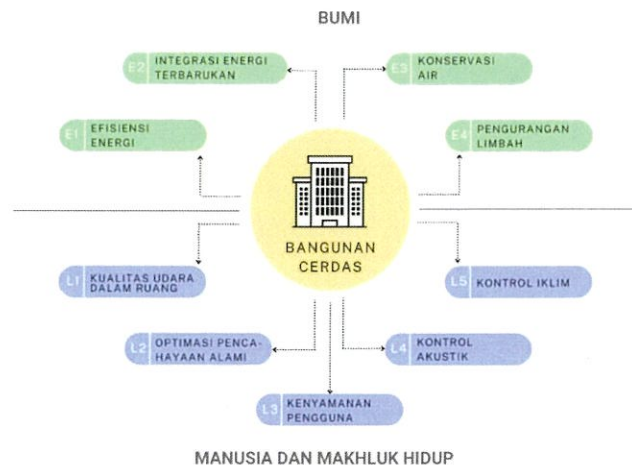 BUMI
E2 INTEGRASI ENERGI
TERBARUKAN
E3 KONSERVASI
AIR
E1 EFISIENSI
ENERGI
E4 PENGURANGAN
LIMBAH
BANGUNAN
CERDAS
L1 KUALITAS UDARA
DALAM RUANG
L5 KONTROL IKLIM
L2 OPTIMASI PENCA-
HAYAAN ALAMI
L4 KONTROL
AKUSTIK
L3 KENYAMANAN
PENGGUNA
MANUSIA DAN MAKHLUK HIDUP